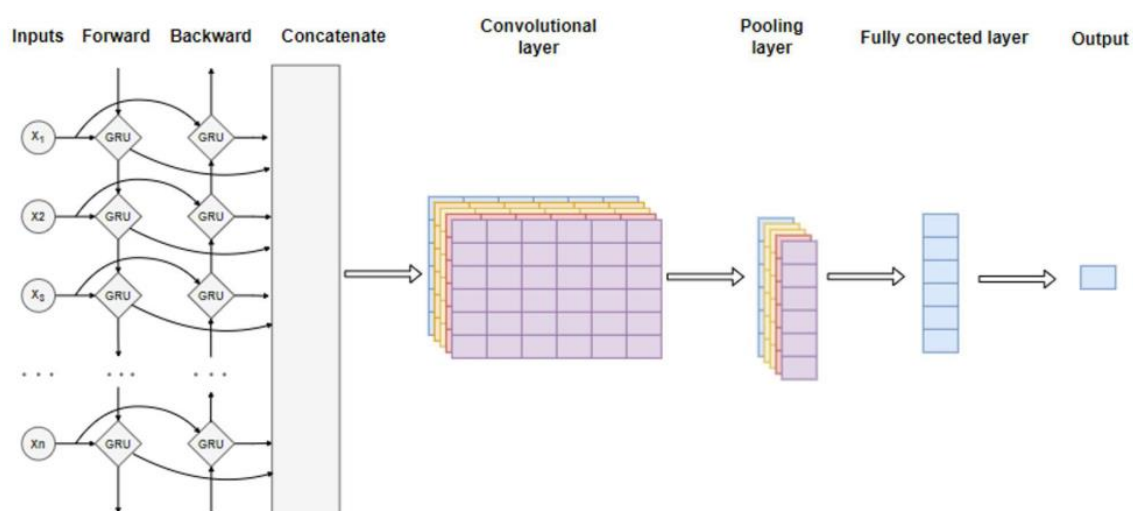 Inputs Forward Backward Concatenate Convolutional layer Pooling layer Fully conected layer Output
X1 GRU GRU
X2 GRU GRU
XS GRU GRU
... ... ...
Xn GRU GRU